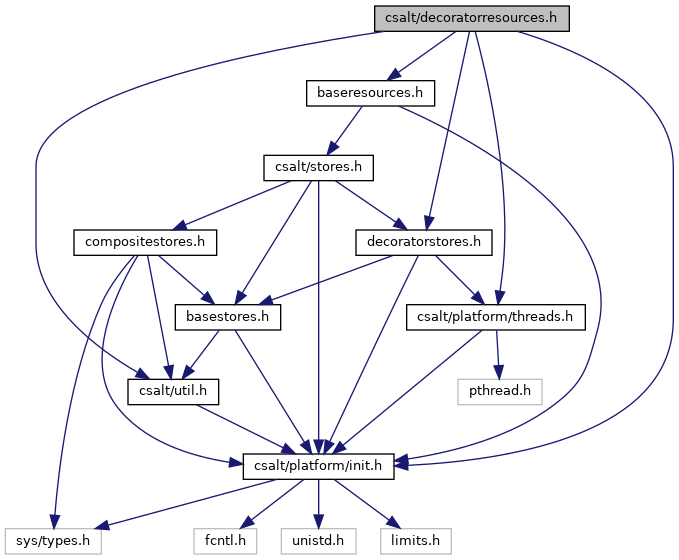 csalt/decoratorresources.h
baseresources.h
csalt/stores.h
compositestores.h
decoratorstores.h
basestores.h
csalt/platform/threads.h
csalt/util.h
pthread.h
csalt/platform/init.h
sys/types.h
fcntl.h
unistd.h
limits.h